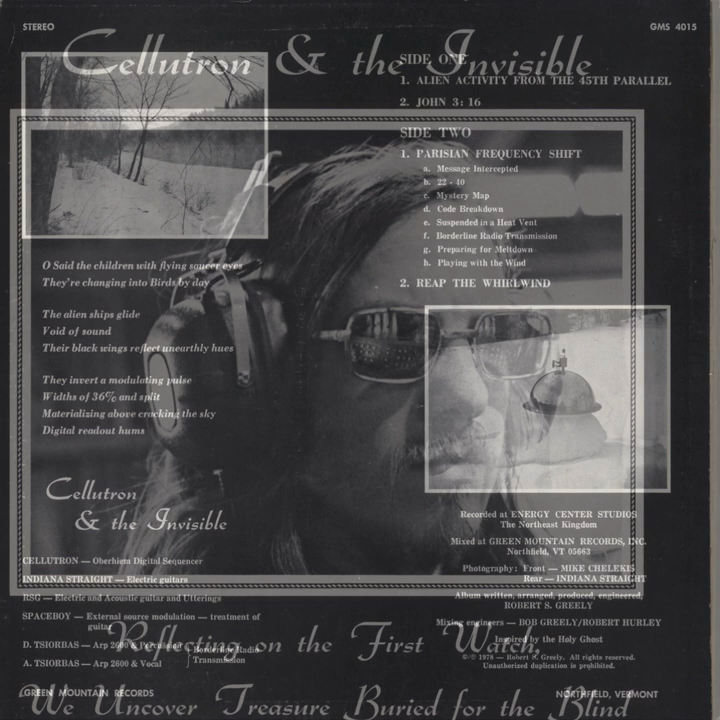 STEREO
GMS 4015
Cellutron & the Invisible
SIDE ONE
1. ALIEN ACTIVITY FROM THE 45TH PARALLEL
2. JOHN 3: 16
SIDE TWO
1. PARISIAN FREQUENCY SHIFT
a. Message Intercepted
b. 22 - 40
c. Mystery Map
d. Code Breakdown
e. Suspended in a Heat Vent
f. Borderline Radio Transmission
g. Preparing for Meltdown
h. Playing with the Wind
2. REAP THE WHIRLWIND
O Said the children with flying saucer eyes
They're changing into Birds by day
The alien ships glide
Void of sound
Their black wings reflect unearthly hues
They invert a modulating pulse
Widths of 36% and split
Materializing above cracking the sky
Digital readout hums
Cellutron
& the Invisible
CELLUTRON — Oberhiem Digital Sequencer
INDIANA STRAIGHT — Electric guitars
RSG — Electric and Acoustic guitar and Utterings
SPACEBOY — External source modulation — treatment of
guitar
D. TSIORBAS — Arp 2600 & Percussion
A. TSIORBAS — Arp 2600 & Vocal
Borderline Radio
Transmission
Recorded at ENERGY CENTER STUDIOS
The Northeast Kingdom
Mixed at GREEN MOUNTAIN RECORDS, INC.
Northfield, VT 05663
Photography: Front — MIKE CHELEKIS
Rear — INDIANA STRAIGHT
Album written, arranged, produced, engineered,
ROBERT S. GREELY
Mixing engineers — BOB GREELY/ROBERT HURLEY
Inspired by the Holy Ghost
© ℗ 1978 — Robert S. Greely. All rights reserved.
Unauthorized duplication is prohibited.
Reflecting on the First Watch,
GREEN MOUNTAIN RECORDS
NORTHFIELD, VERMONT
We Uncover Treasure Buried for the Blind